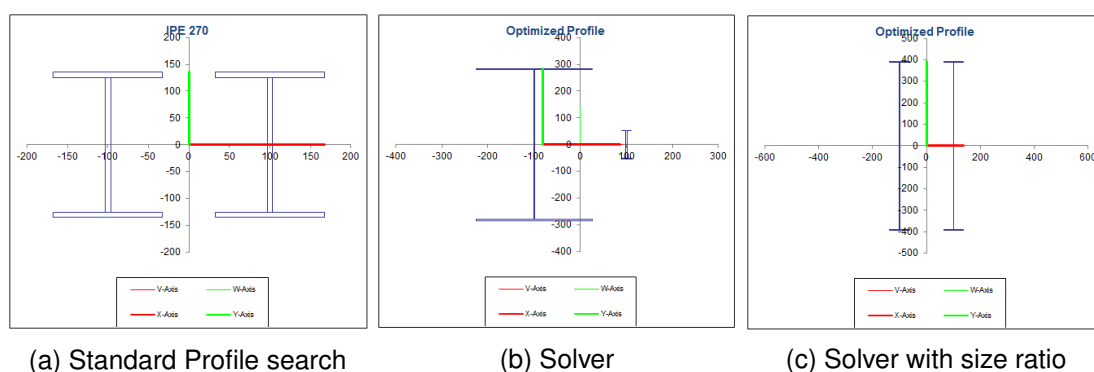 IPE 270
200
150
100
50
0
-200 -150 -100 -50 0 50 100 150 200
-50
-100
-150
-200
V-Axis W-Axis
X-Axis Y-Axis
(a) Standard Profile search
Optimized Profile
400
300
200
100
0
-400 -300 -200 -100 0 100 200 300
-100
-200
-300
-400
V-Axis W-Axis
X-Axis Y-Axis
(b) Solver
Optimized Profile
500
400
300
200
100
0
-600 -400 -200 0 200 400 600
-100
-200
-300
-400
-500
V-Axis W-Axis
X-Axis Y-Axis
(c) Solver with size ratio